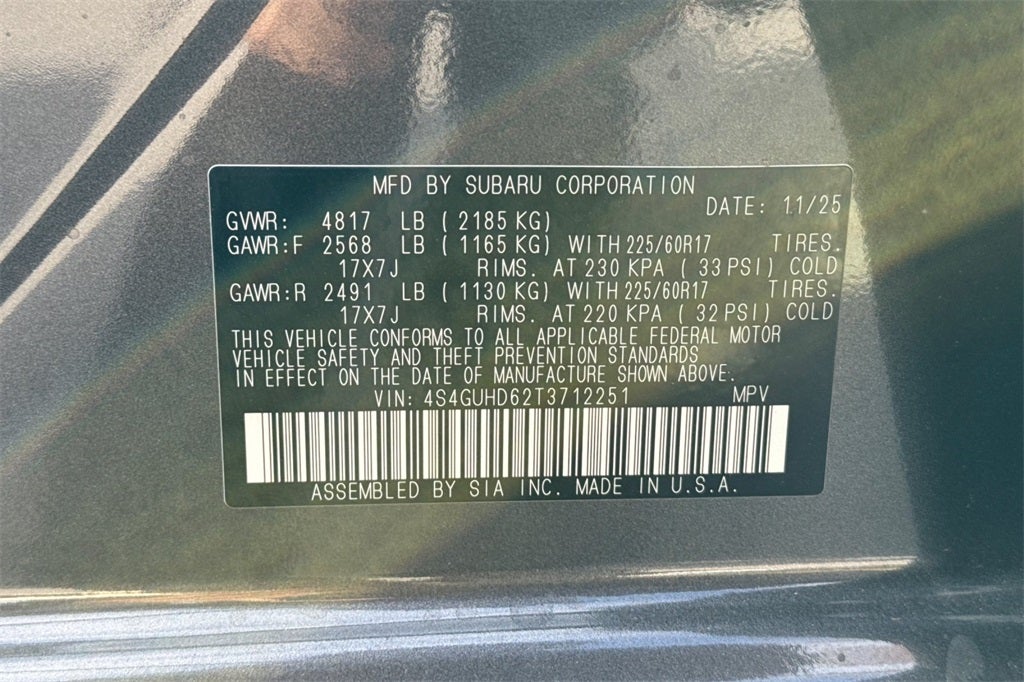 MFD BY SUBARU CORPORATION
DATE: 11/25
GVWR: 4817 LB ( 2185 KG)
GAWR:F 2568 LB ( 1165 KG) WITH 225/60R17 TIRES.
17X7J RIMS. AT 230 KPA ( 33 PSI) COLD
GAWR:R 2491 LB ( 1130 KG) WITH 225/60R17 TIRES.
17X7J RIMS. AT 220 KPA ( 32 PSI) COLD
THIS VEHICLE CONFORMS TO ALL APPLICABLE FEDERAL MOTOR
VEHICLE SAFETY AND THEFT PREVENTION STANDARDS
IN EFFECT ON THE DATE OF MANUFACTURE SHOWN ABOVE.
VIN: 4S4GUHD62T3712251 MPV
ASSEMBLED BY SIA INC. MADE IN U.S.A.